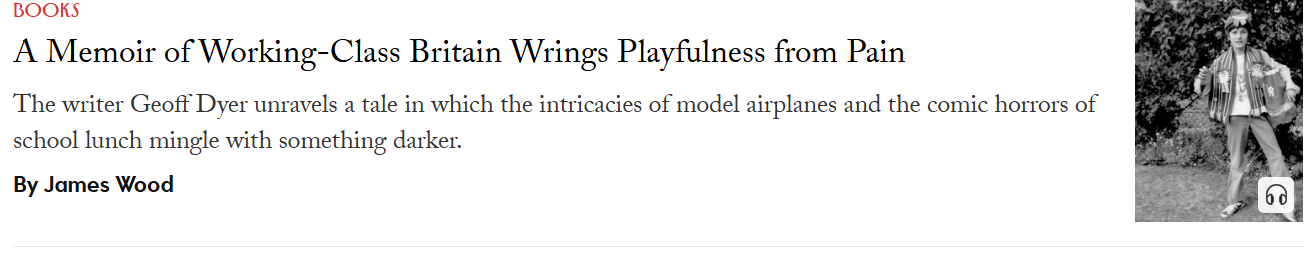 BOOKS
A Memoir of Working-Class Britain Wrings Playfulness from Pain
The writer Geoff Dyer unravels a tale in which the intricacies of model airplanes and the comic horrors of
school lunch mingle with something darker.
By James Wood